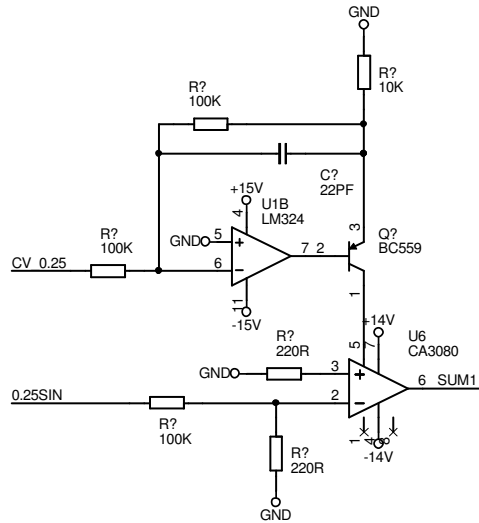 GND
R?
10K
R?
100K
C?
22PF
+15V
U1B
LM324
4
GND
5
+
R?
100K
CV_0.25
6
−
7
2
3
Q?
BC559
11
-15V
1
+14V
U6
CA3080
R?
220R
5
7
GND
3
+
6
SUM1
0.25SIN
2
−
R?
100K
1
4
8
-14V
R?
220R
GND